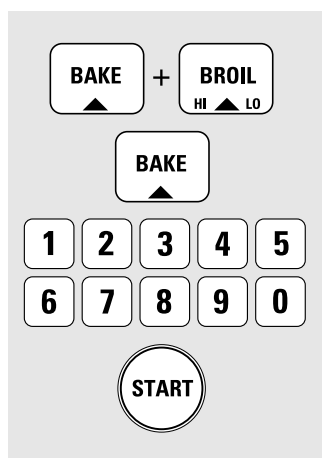 BAKE + BROIL
HI LO
BAKE
1 2 3 4 5
6 7 8 9 0
START